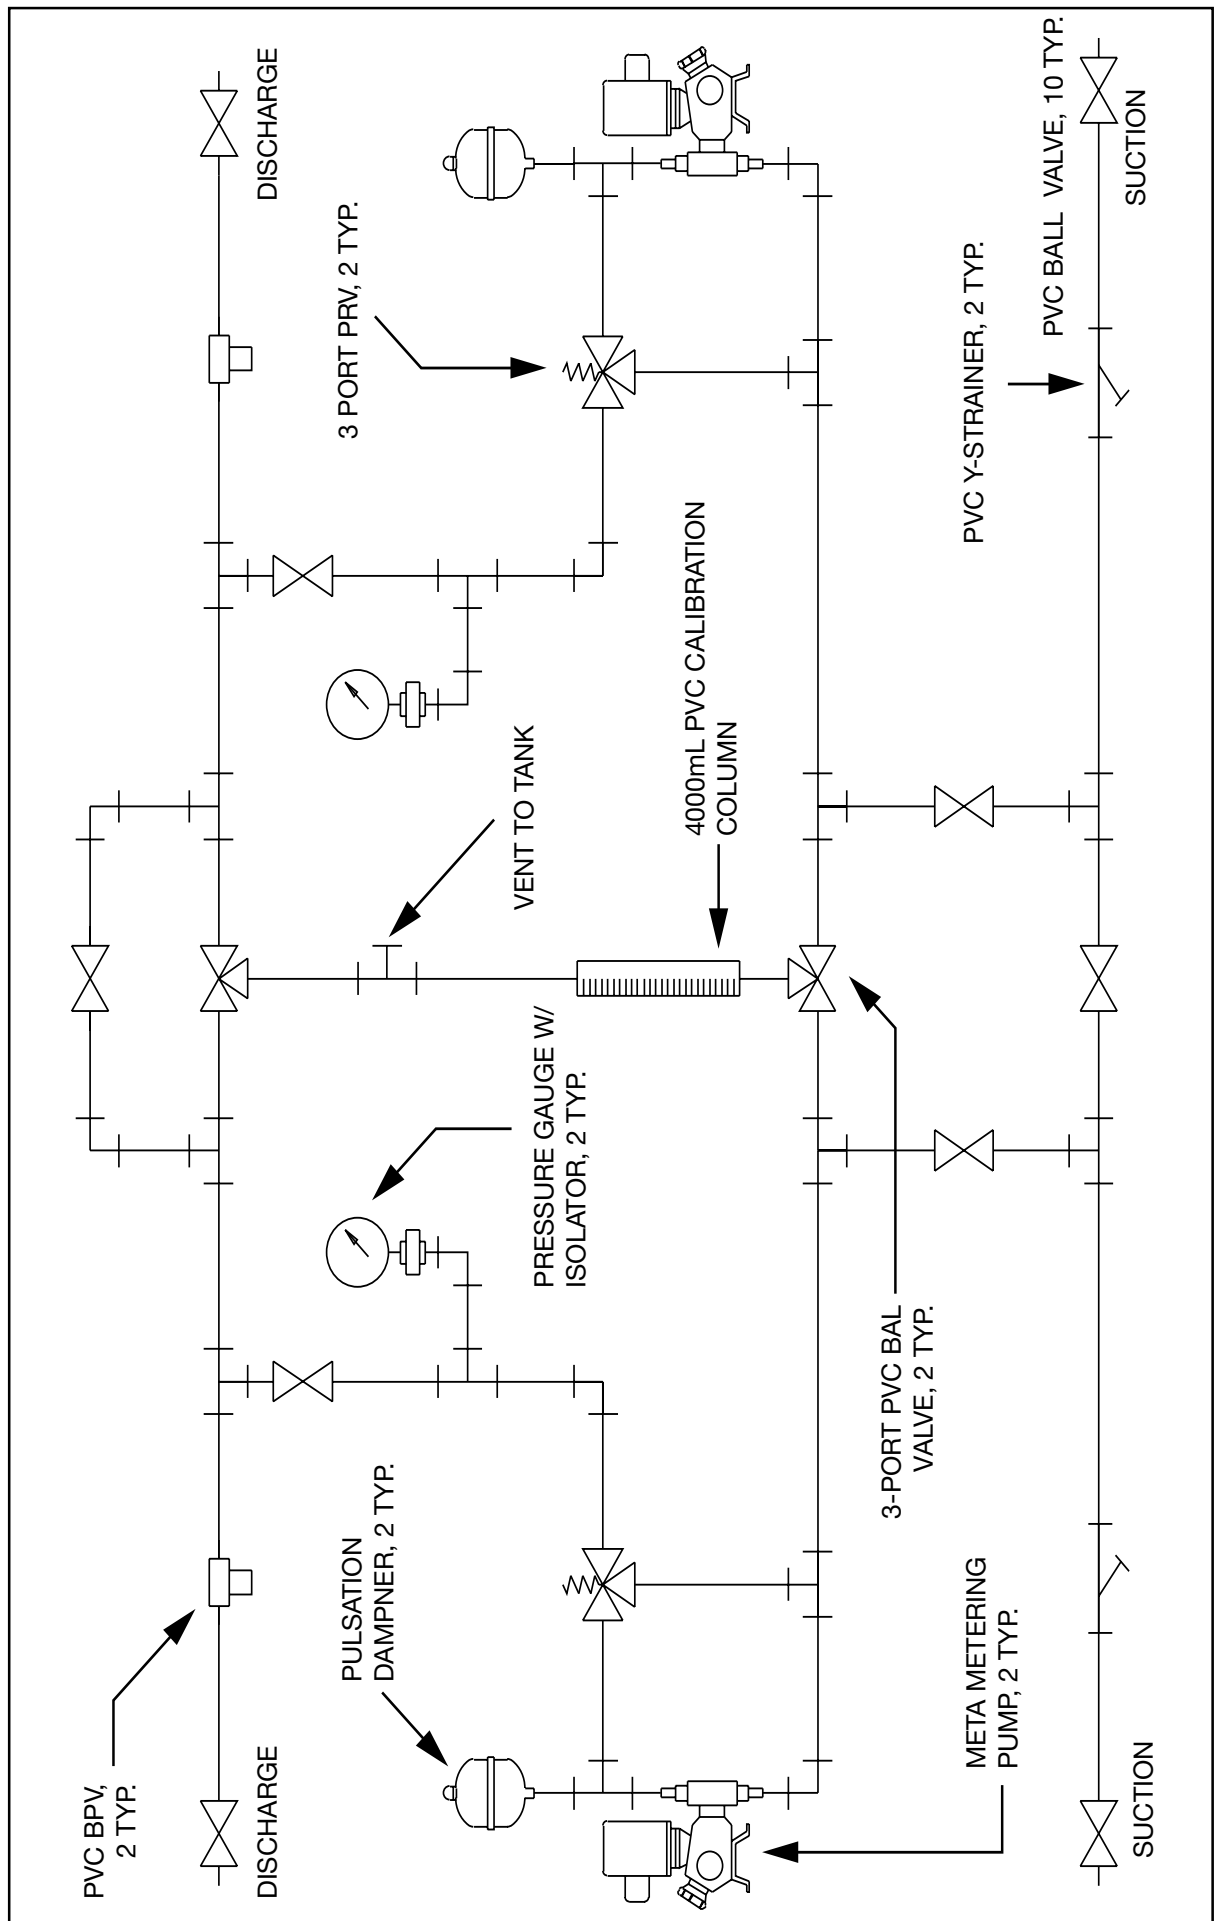 PVC BPV,
2 TYP.
DISCHARGE
PULSATION
DAMPNER, 2 TYP.
PRESSURE GAUGE W/
ISOLATOR, 2 TYP.
VENT TO TANK
3 PORT PRV, 2 TYP.
DISCHARGE
4000mL PVC CALIBRATION
COLUMN
3-PORT PVC BAL
VALVE, 2 TYP.
META METERING
PUMP, 2 TYP.
PVC Y-STRAINER, 2 TYP.
PVC BALL VALVE, 10 TYP.
SUCTION
SUCTION